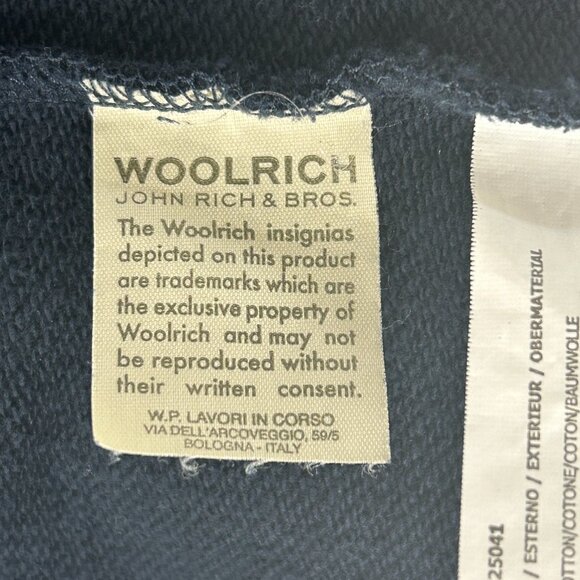 WOOLRICH
JOHN RICH & BROS.
The Woolrich insignias
depicted on this product
are trademarks which are
the exclusive property of
Woolrich and may not
be reproduced without
their written consent.
W.P. LAVORI IN CORSO
VIA DELL'ARCOVEGGIO, 59/5
BOLOGNA - ITALY
25041
/ ESTERNO / EXTERIEUR / OBERMATERIAL
OTTON/COTONE/COTON/BAUMWOLLE